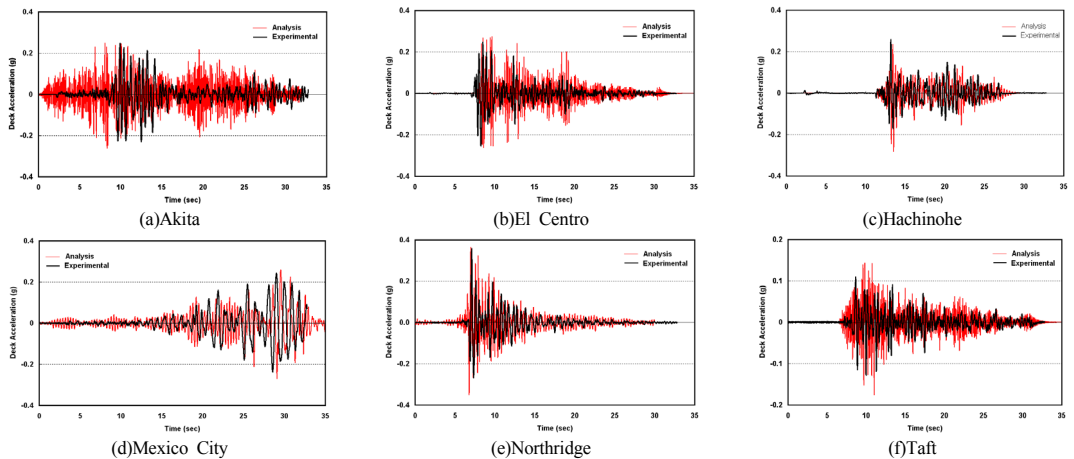 Deck Acceleration (g)
0.4
0.2
0
-0.2
-0.4
Analysis
Experimental
0 5 10 15 20 25 30 35
Time (sec)
(a)Akita
Deck Acceleration (g)
0.4
0.2
0
-0.2
-0.4
Analysis
Experimental
0 5 10 15 20 25 30 35
Time (sec)
(b)El Centro
Deck Acceleration (g)
0.4
0.2
0
-0.2
-0.4
Analysis
Experimental
0 5 10 15 20 25 30 35
Time (sec)
(c)Hachinohe
Deck Acceleration (g)
0.4
0.2
0
-0.2
-0.4
Analysis
Experimental
0 5 10 15 20 25 30 35
Time (sec)
(d)Mexico City
Deck Acceleration (g)
0.4
0.2
0.0
-0.2
-0.4
Analysis
Experimental
0 5 10 15 20 25 30 35
Time (sec)
(e)Northridge
Deck Acceleration (g)
0.2
0.1
0
-0.1
-0.2
Analysis
Experimental
0 5 10 15 20 25 30 35
Time (sec)
(f)Taft